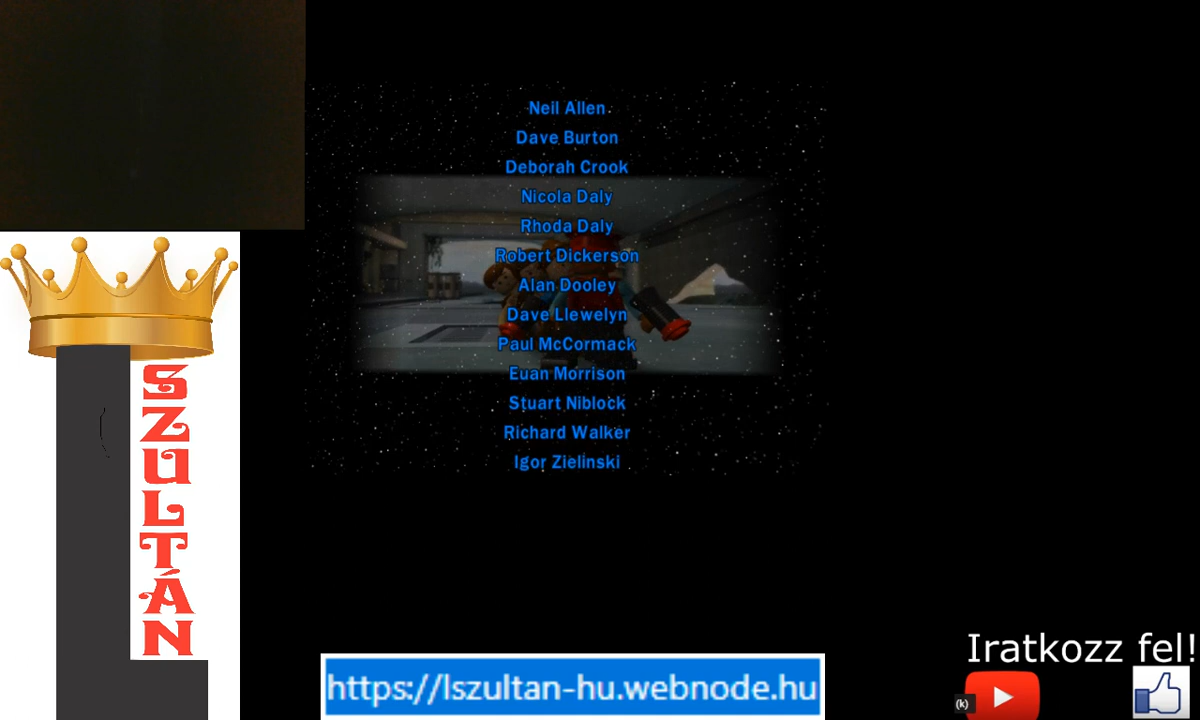 Neil Allen
Dave Burton
Deborah Crook
Nicola Daly
Rhoda Daly
Robert Dickerson
Alan Dooley
Dave Llewelyn
Paul McCormack
Euan Morrison
Stuart Niblock
Richard Walker
Igor Zielinski
L
SZULTÁN
https://lszultan-hu.webnode.hu
Iratkozz fel!
(k)